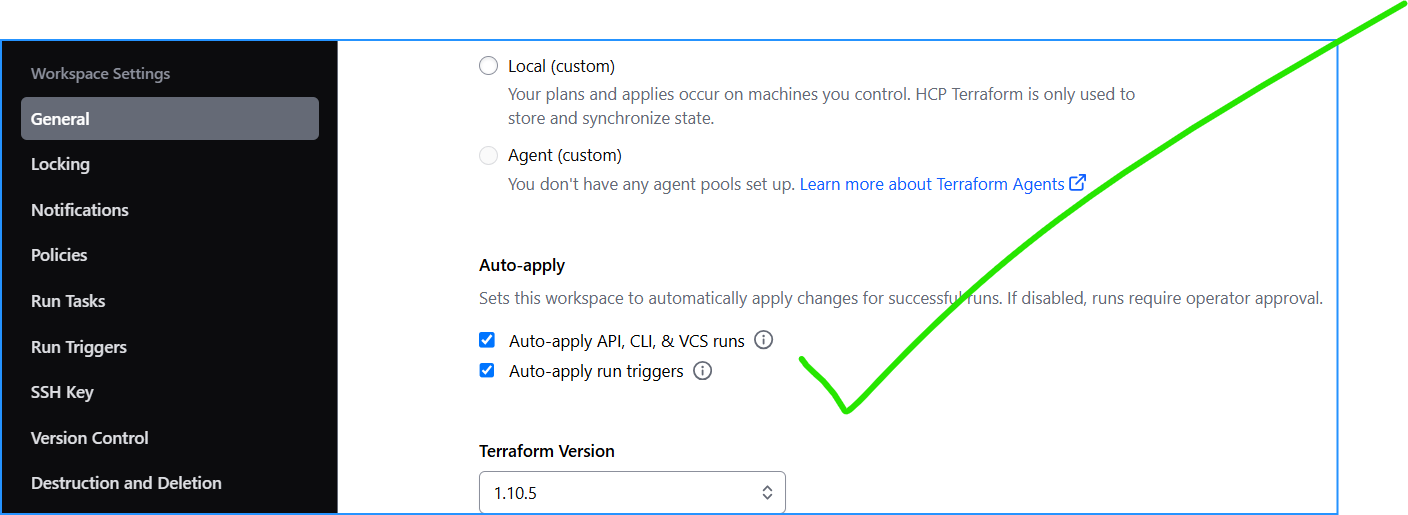 Workspace Settings
General
Locking
Notifications
Policies
Run Tasks
Run Triggers
SSH Key
Version Control
Destruction and Deletion
Local (custom)
Your plans and applies occur on machines you control. HCP Terraform is only used to
store and synchronize state.
Agent (custom)
You don't have any agent pools set up. Learn more about Terraform Agents
Auto-apply
Sets this workspace to automatically apply changes for successful runs. If disabled, runs require operator approval.
Auto-apply API, CLI, & VCS runs
Auto-apply run triggers
Terraform Version
1.10.5